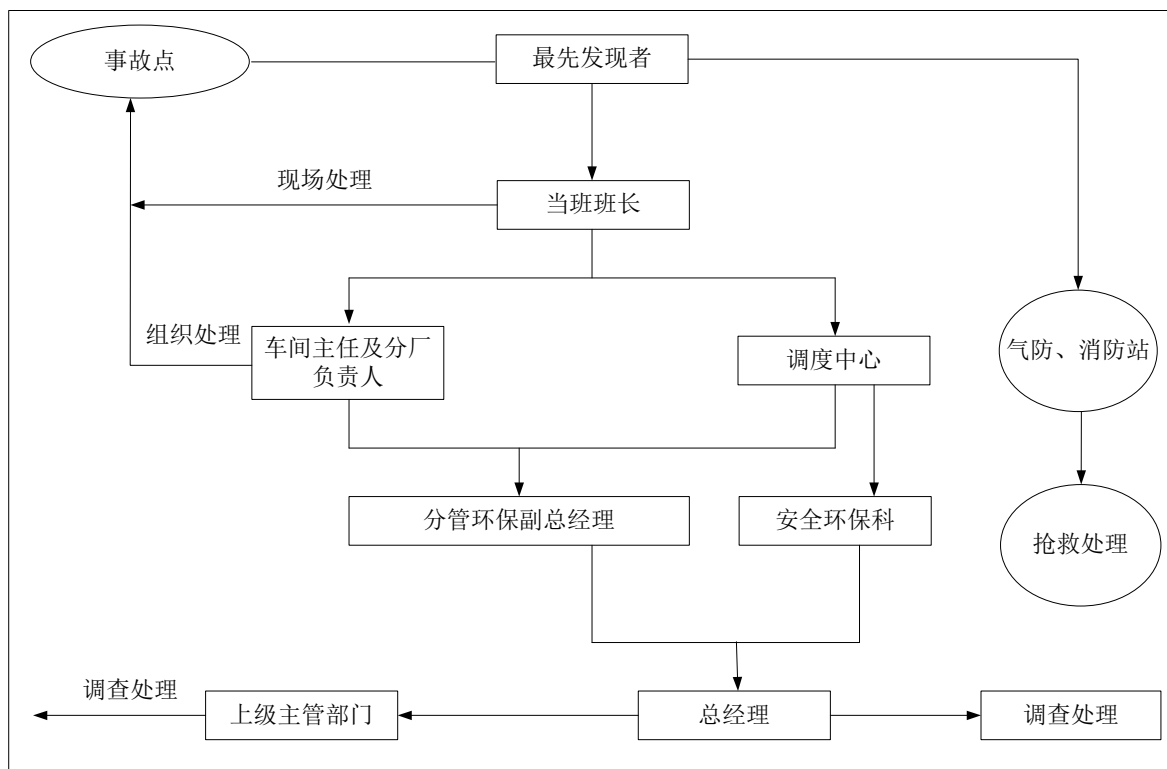 事故点
最先发现者
现场处理
当班班长
组织处理
车间主任及分厂
负责人
调度中心
气防、消防站
分管环保副总经理
安全环保科
抢救处理
调查处理
上级主管部门
总经理
调查处理